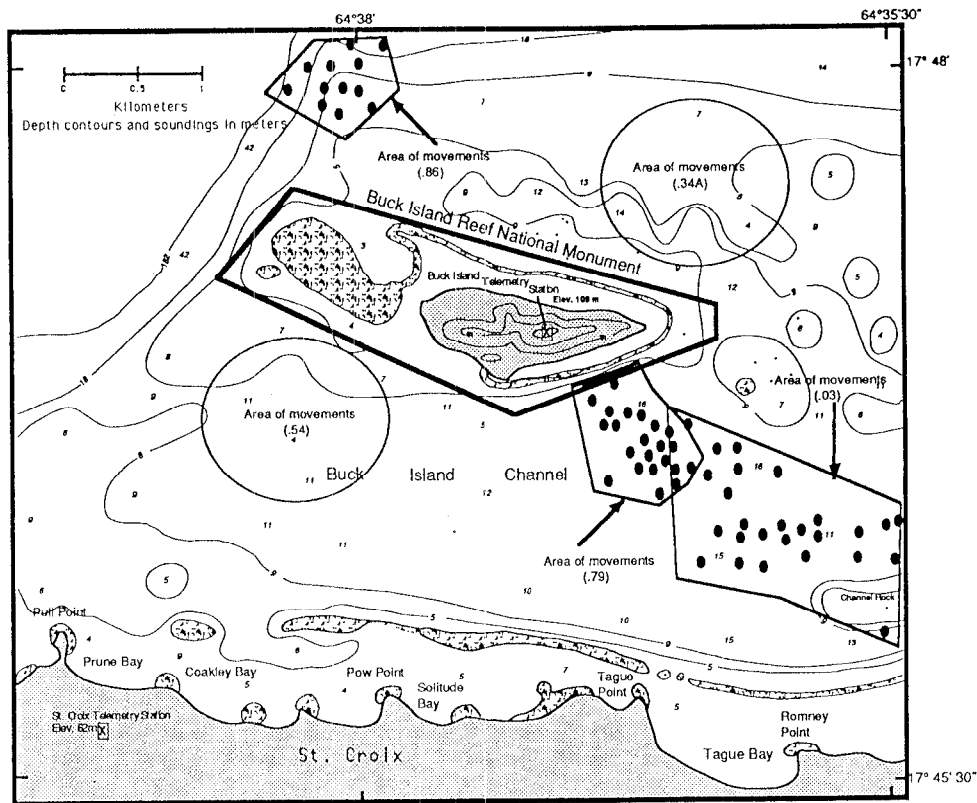 64°38'
64°35'30"
17° 48'
0 0.5 1
Kilometers
Depth contours and soundings in meters
Area of movements
(.86)
Area of movements
(.34A)
Buck Island Reef National Monument
Buck Island
Telemetry
Station
Elev. 109 m
Area of movements
(.54)
Area of movements
(.03)
Buck Island Channel
Area of movements
(.79)
Channel Rock
Pull Point
Prune Bay
Coakley Bay
Pow Point
Solitude
Bay
Tague
Point
Romney
Point
Tague Bay
St. Croix Telemetry Station
Elev. 62m X
St. Croix
64°38'
17° 45' 30"